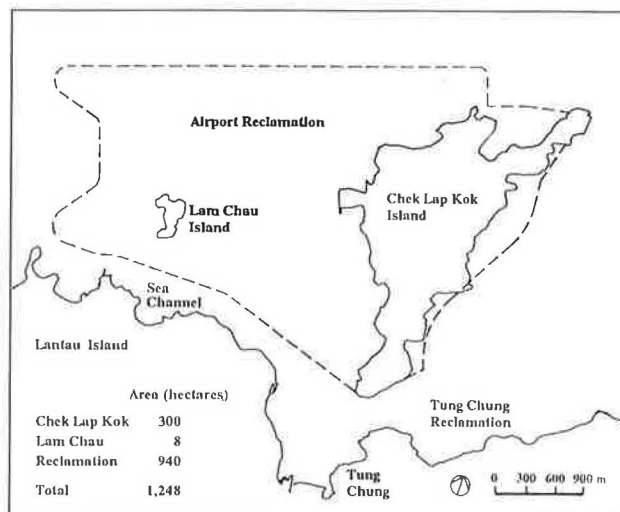 Airport Reclamation
Chek Lap Kok
Island
Lam Chau
Island
Sea
Channel
Lantau Island
Area (hectares)
Chek Lap Kok 300
Lam Chau 8
Reclamation 940
Total 1,248
Tung Chung
Reclamation
Tung
Chung
0 300 600 900 m